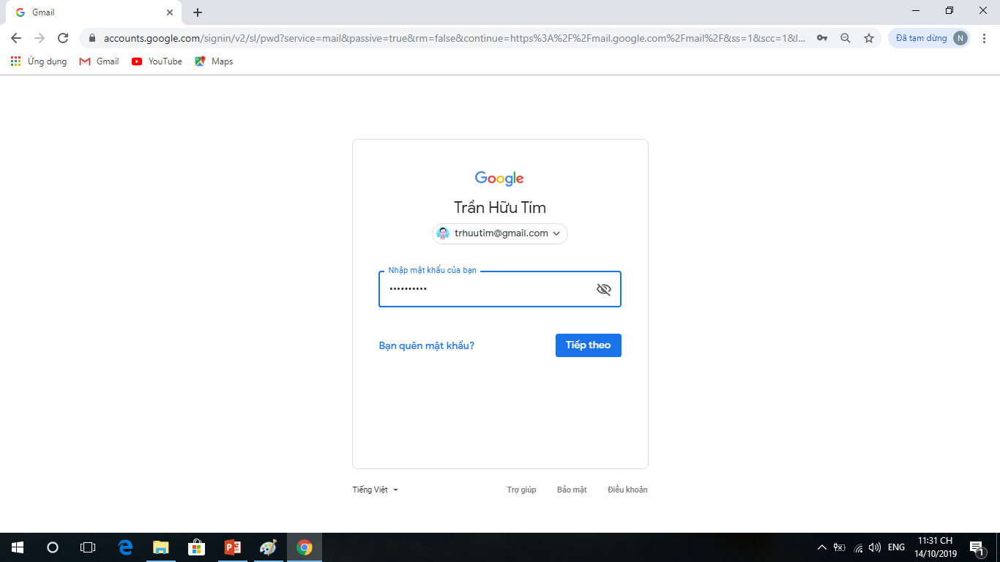 Gmail
accounts.google.com/signin/v2/sl/pwd?service=mail&passive=true&rm=false&continue=https%3A%2F%2Fmail.google.com%2Fmail%2F&ss=1&scc=1&l...
Đã tạm dừng N
Ứng dụng Gmail YouTube Maps
Google
Trần Hữu Tím
trhuutim@gmail.com
Nhập mật khẩu của bạn
••••••••••
Bạn quên mật khẩu? Tiếp theo
Tiếng Việt Trợ giúp Bảo mật Điều khoản
ENG 11:31 CH
14/10/2019 1